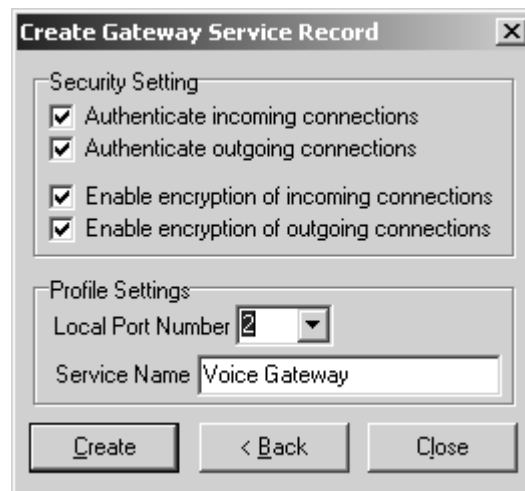 Create Gateway Service Record
Security Setting
Authenticate incoming connections
Authenticate outgoing connections
Enable encryption of incoming connections
Enable encryption of outgoing connections
Profile Settings
Local Port Number 2
Service Name Voice Gateway
Create < Back Close